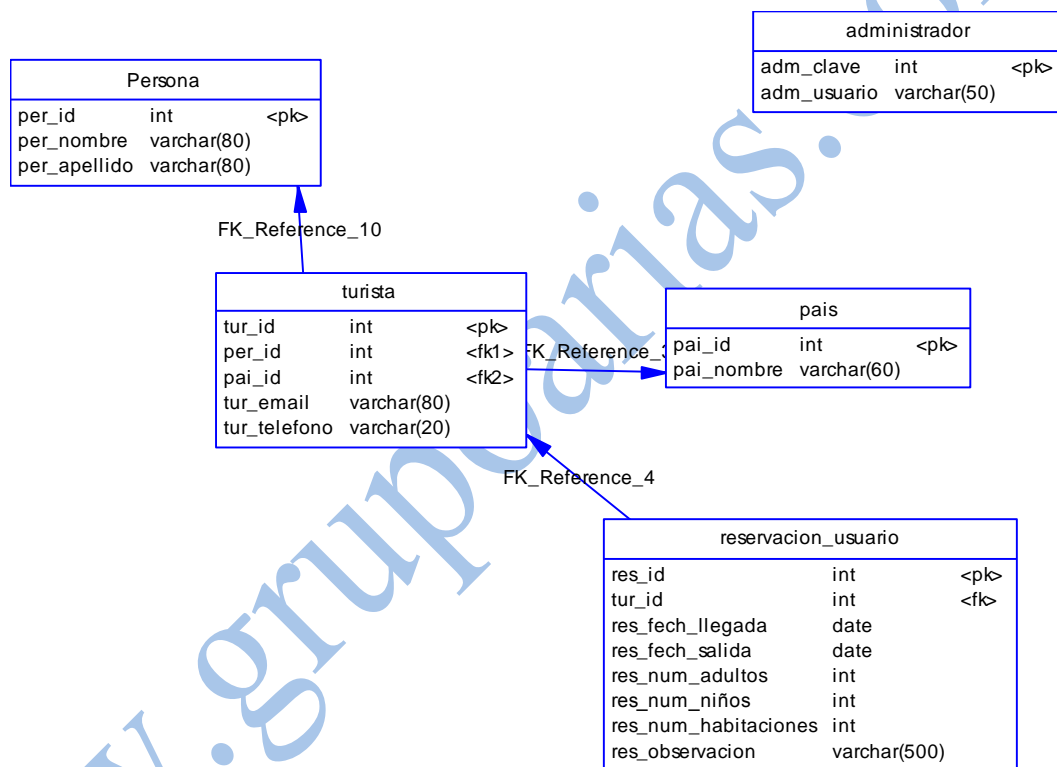 administrador
adm_clave int <pk>
adm_usuario varchar(50)
Persona
per_id int <pk>
per_nombre varchar(80)
per_apellido varchar(80)
FK_Reference_10
turista
tur_id int <pk>
per_id int <fk1>
pai_id int <fk2>
tur_email varchar(80)
tur_telefono varchar(20)
FK_Reference_3
pais
pai_id int <pk>
pai_nombre varchar(60)
FK_Reference_4
reservacion_usuario
res_id int <pk>
tur_id int <fk>
res_fech_llegada date
res_fech_salida date
res_num_adultos int
res_num_niños int
res_num_habitaciones int
res_observacion varchar(500)
.grupoarias.